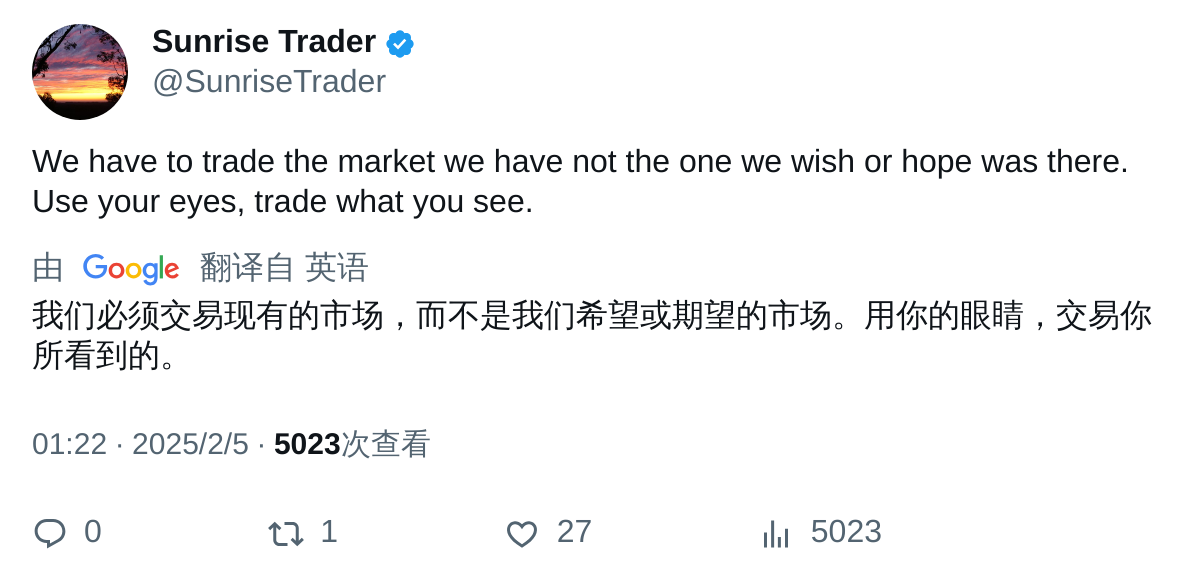 Sunrise Trader
@SunriseTrader
We have to trade the market we have not the one we wish or hope was there.
Use your eyes, trade what you see.
由 Google 翻译自 英语
我们必须交易现有的市场，而不是我们希望或期望的市场。用你的眼睛，交易你
所看到的。
01:22 · 2025/2/5 · 5023次查看
0 1 27 5023